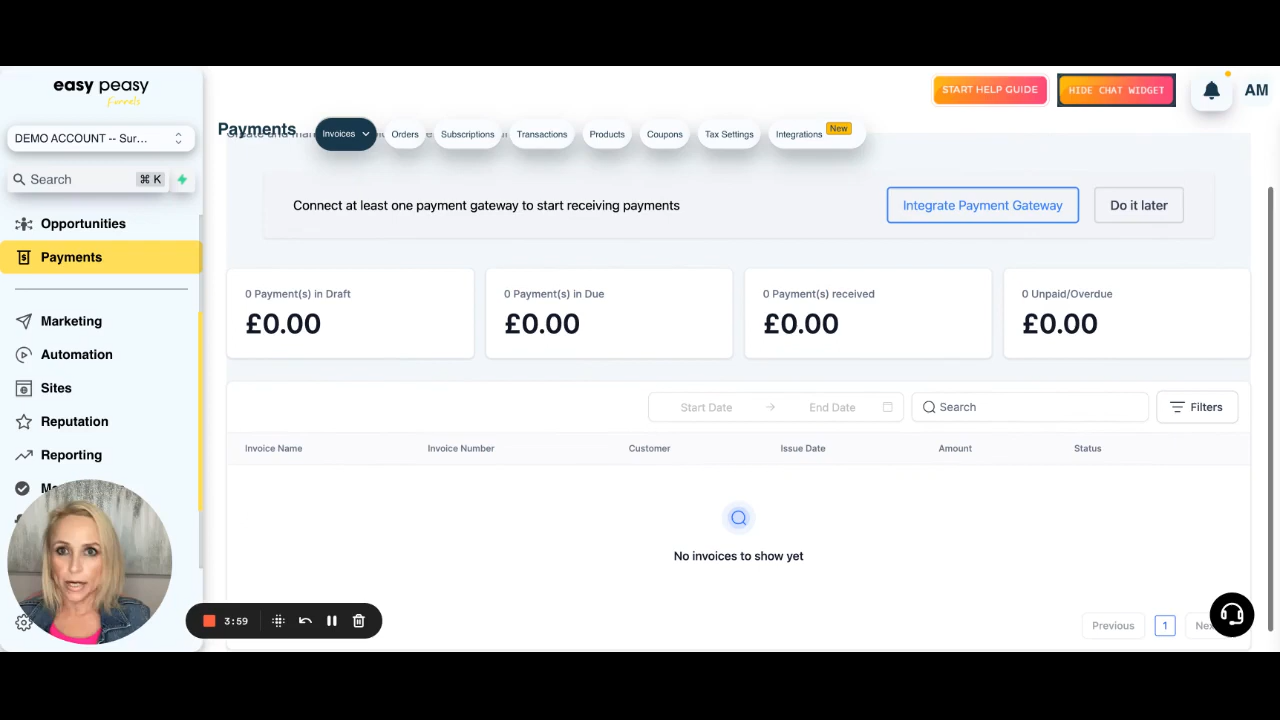 easy peasy
Funnels
START HELP GUIDE
HIDE CHAT WIDGET
AM
DEMO ACCOUNT -- Sur...
Payments
Invoices
Orders
Subscriptions
Transactions
Products
Coupons
Tax Settings
Integrations
New
Search
⌘ K
Connect at least one payment gateway to start receiving payments
Integrate Payment Gateway
Do it later
Opportunities
Payments
Marketing
Automation
Sites
Reputation
Reporting
0 Payment(s) in Draft
£0.00
0 Payment(s) in Due
£0.00
0 Payment(s) received
£0.00
0 Unpaid/Overdue
£0.00
Start Date
End Date
Search
Filters
Invoice Name
Invoice Number
Customer
Issue Date
Amount
Status
No invoices to show yet
3:59
Previous
1